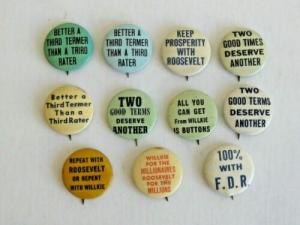 BETTER A
THIRD TERMER
THAN A THIRD
RATER
BETTER A
THIRD TERMER
THAN A THIRD
RATER
KEEP
PROSPERITY
WITH
ROOSEVELT
TWO
GOOD TIMES
DESERVE
ANOTHER
Better a
Third Termer
Than a
Third Rater
TWO
GOOD TERMS
DESERVE
ANOTHER
ALL YOU
CAN GET
From WILLKIE
IS BUTTONS
TWO
GOOD TERMS
DESERVE
ANOTHER
REPEAT WITH
ROOSEVELT
OR REPENT
WITH WILLKIE
WILLKIE
FOR THE
MILLIONAIRES
ROOSEVELT
FOR THE
MILLIONS
100%
WITH
F.D.R.